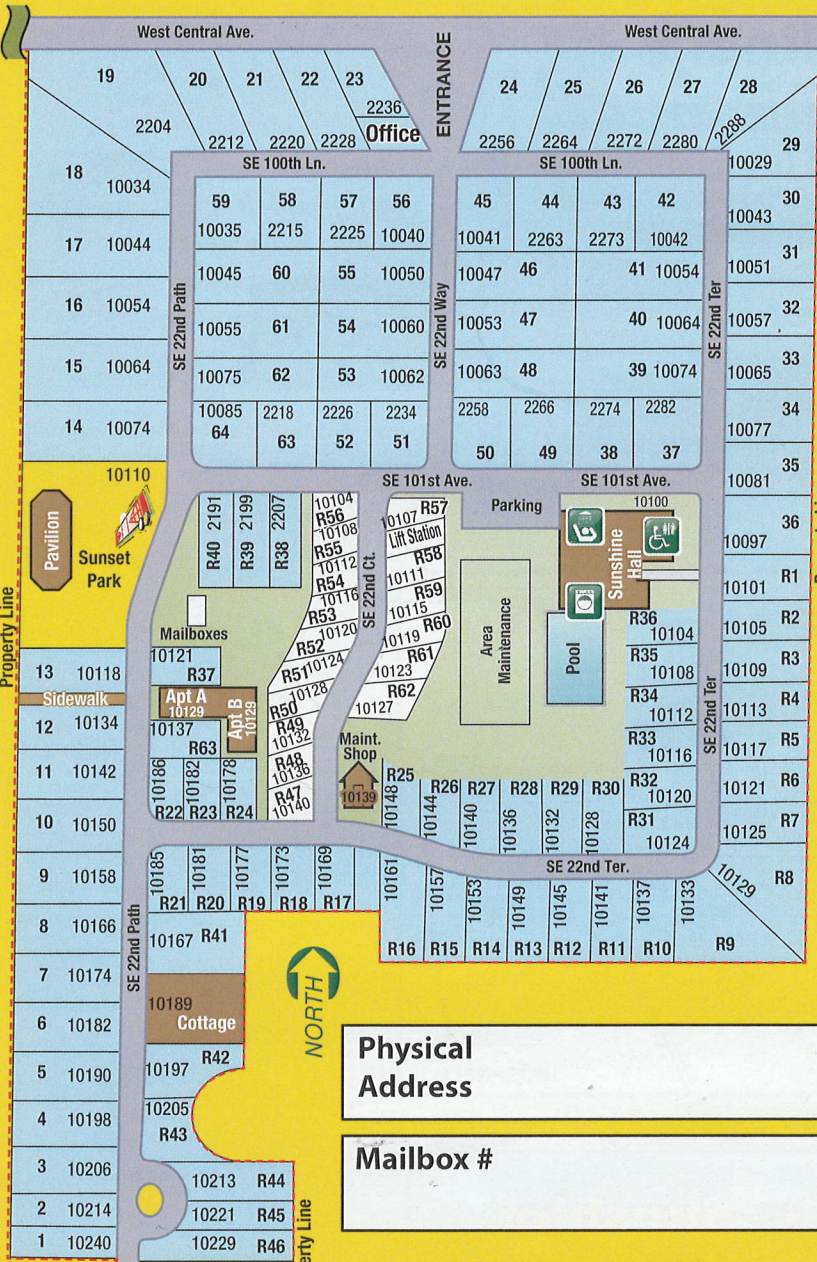 West Central Ave.
West Central Ave.
ENTRANCE
19
2204
20
2212
21
2220
22
2228
23
2236
Office
24
2256
25
2264
26
2272
27
2280
28
2288
SE 100th Ln.
SE 100th Ln.
18
10034
17 10044
16 10054
15 10064
14 10074
SE 22nd Path
59
10035
58
2215
57
2225
56
10040
10045 60
55 10050
10055 61
54 10060
10075 62
53 10062
10085
64
2218
63
2226
52
2234
51
SE 22nd Way
45
10041
44
2263
43
2273
42
10042
10047 46
41 10054
10053 47
40 10064
10063 48
39 10074
2258
50
2266
49
2274
38
2282
37
SE 22nd Ter
29
10029
30
10043
31
10051
32
10057
33
10065
34
10077
35
10081
36
10097
10101 R1
10105 R2
10109 R3
10113 R4
10117 R5
10121 R6
10125 R7
10129 R8
SE 101st Ave.
SE 101st Ave.
10110
Pavilion
Sunset
Park
Property Line
R40 2191
R39 2199
R38 2207
Mailboxes
10104
R56
10108
R55
10112
R54
10116
R53
10120
R52
10124
R51
10128
R50
R49
10132
R48
10136
R47
10140
SE 22nd Ct.
10107 R57
Lift Station
R58
10111
R59
10115
R60
10119
R61
10123
R62
10127
Parking
Area
Maintenance
Pool
10100
Sunshine
Hall
R36
10104
R35
10108
R34
10112
R33
10116
R32
10120
R31
10124
SE 22nd Ter
13 10118
Sidewalk
12 10134
11 10142
10 10150
9 10158
8 10166
7 10174
6 10182
5 10190
4 10198
3 10206
2 10214
1 10240
10121
R37
Apt A
10129
Apt B
10129
10137
R63
10186
R22
10182
R23
10178
R24
Maint.
Shop
10139
R25
10148
R26
10144
R27
10140
R28
10136
R29
10132
R30
10128
SE 22nd Ter.
SE 22nd Path
10185
R21
10181
R20
10177
R19
10173
R18
10169
R17
10161
R16
10157
R15
10153
R14
10149
R13
10145
R12
10141
R11
10137
R10
10133
R9
10167 R41
10189
Cottage
R42
10197
10205
R43
10213 R44
10221 R45
10229 R46
NORTH
Physical
Address
Mailbox #